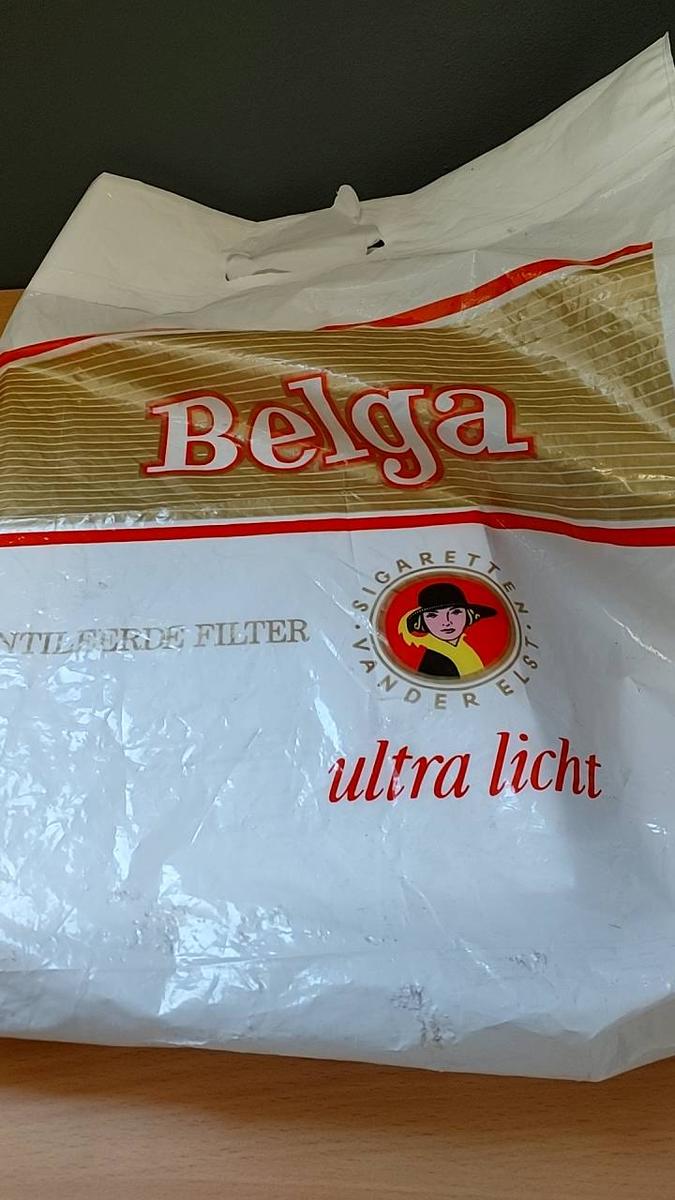 Belga
SIGARETTEN
NTILEERDE FILTER
VANDER ELST
ultra licht